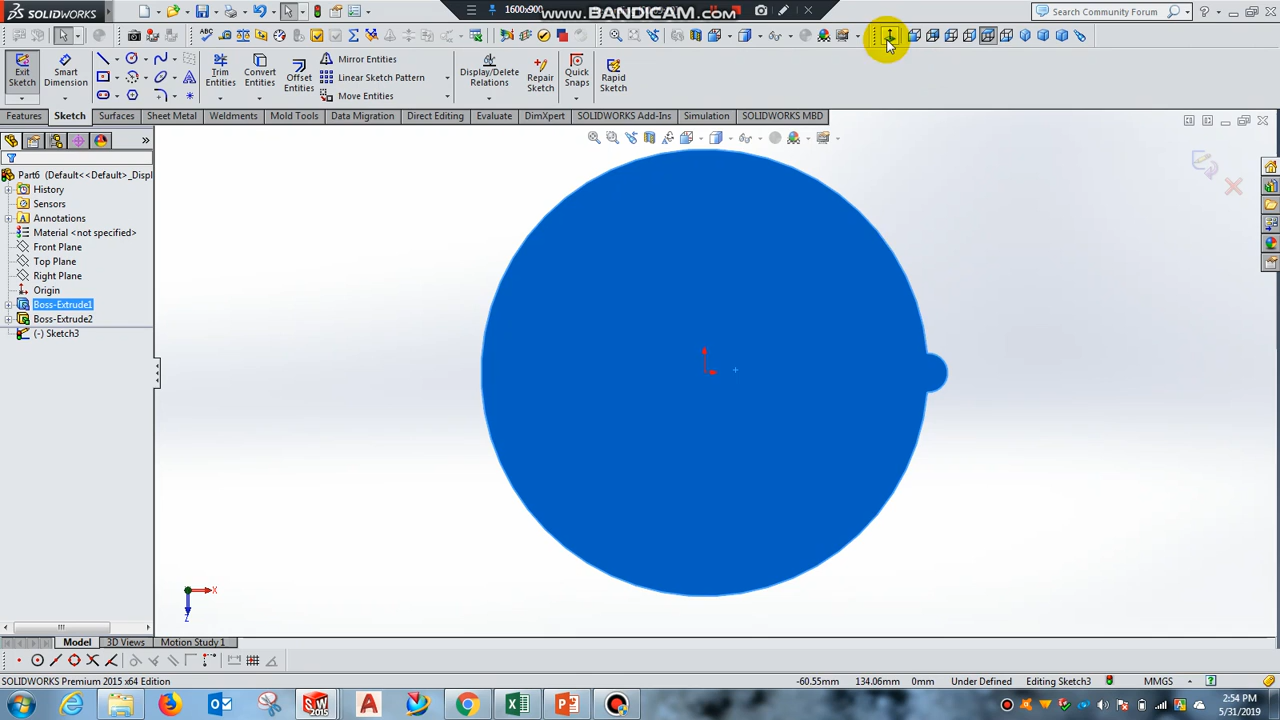 SOLIDWORKS
1600x900
www.BANDICAM.com
Search Community Forum
Exit Sketch
Smart Dimension
Trim Entities
Convert Entities
Offset Entities
Mirror Entities
Linear Sketch Pattern
Move Entities
Display/Delete Relations
Repair Sketch
Quick Snaps
Rapid Sketch
Features Sketch Surfaces Sheet Metal Weldments Mold Tools Data Migration Direct Editing Evaluate DimXpert SOLIDWORKS Add-Ins Simulation SOLIDWORKS MBD
Part6 (Default<<Default>_Displ
History
Sensors
Annotations
Material <not specified>
Front Plane
Top Plane
Right Plane
Origin
Boss-Extrude1
Boss-Extrude2
(-) Sketch3
X
Z
Model 3D Views Motion Study 1
SOLIDWORKS Premium 2015 x64 Edition
-60.55mm 134.06mm 0mm Under Defined Editing Sketch3 MMGS
2:54 PM
5/31/2019